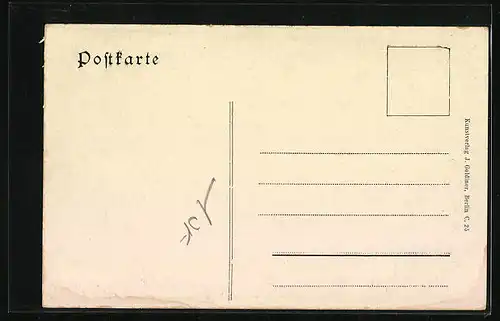 Postkarte
Kunstverlag J. Goldiner, Berlin C. 25